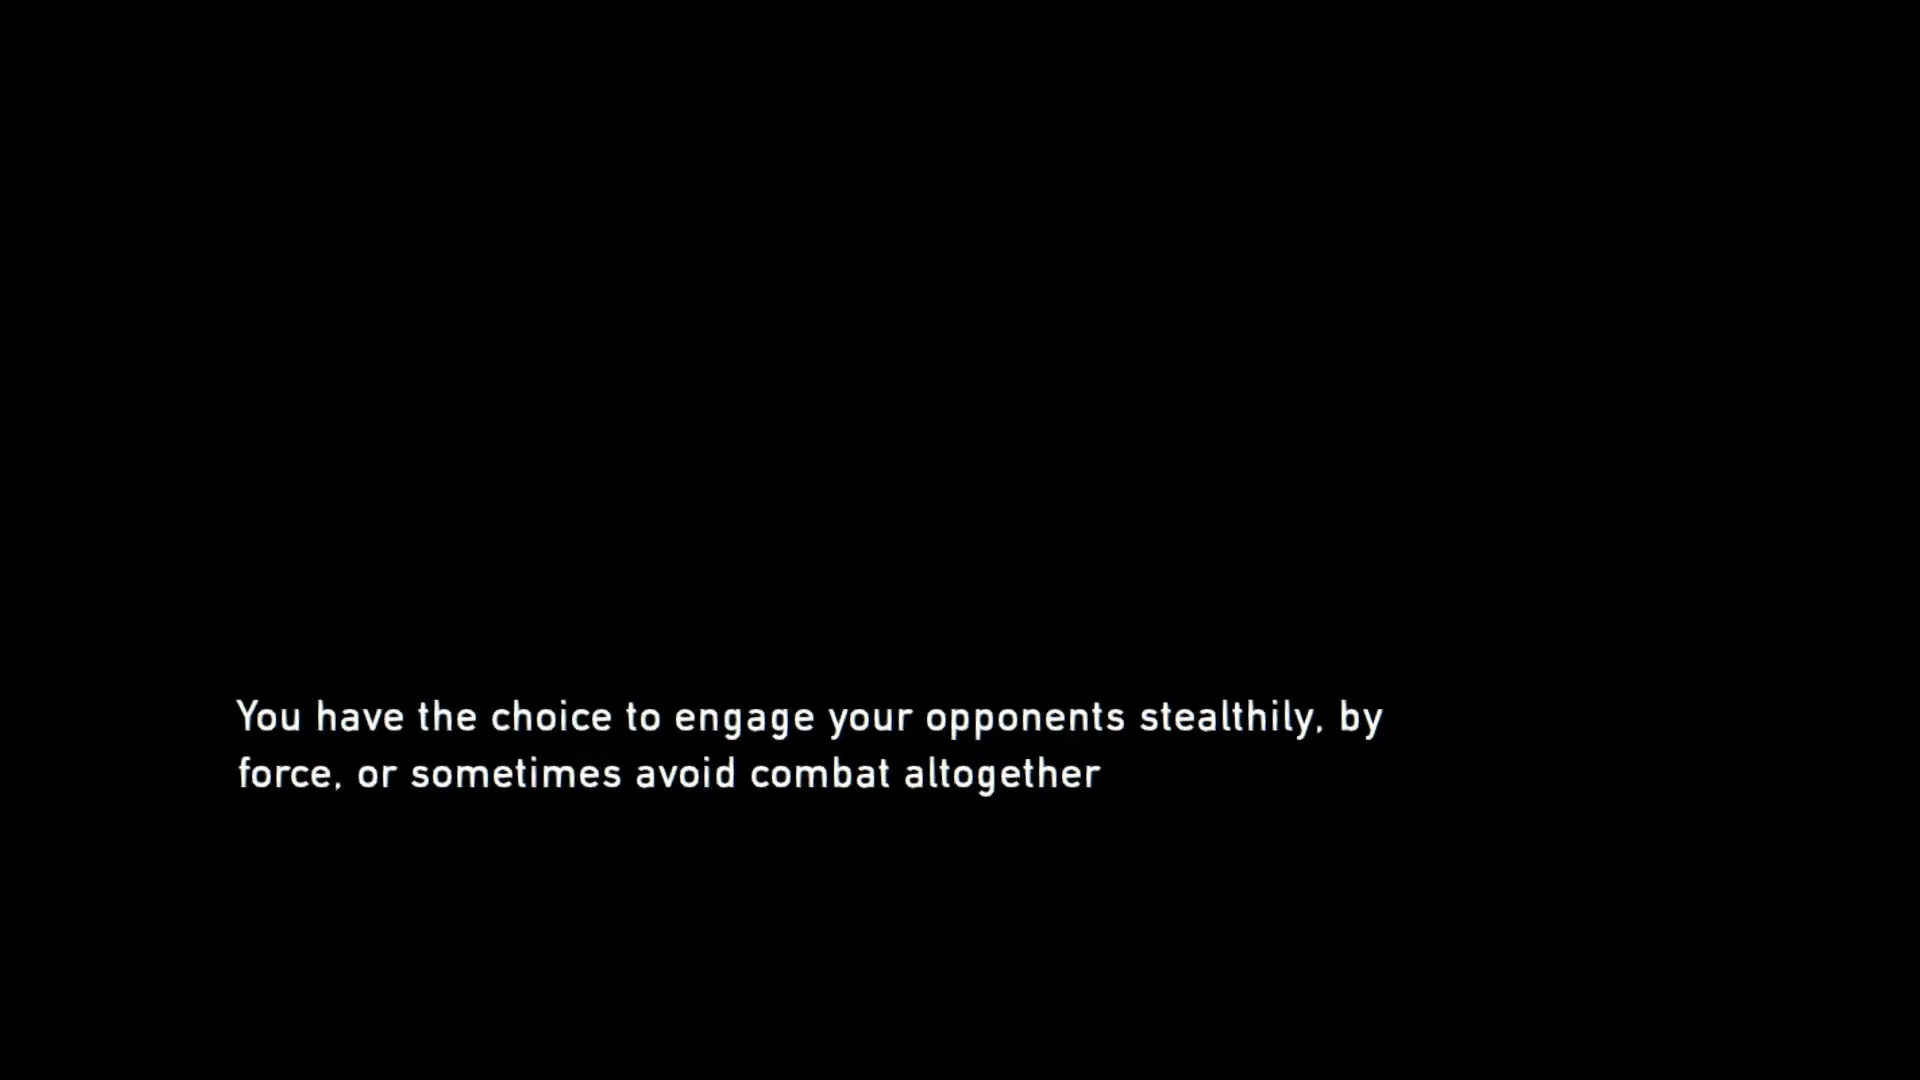 You have the choice to engage your opponents stealthily, by
force, or sometimes avoid combat altogether